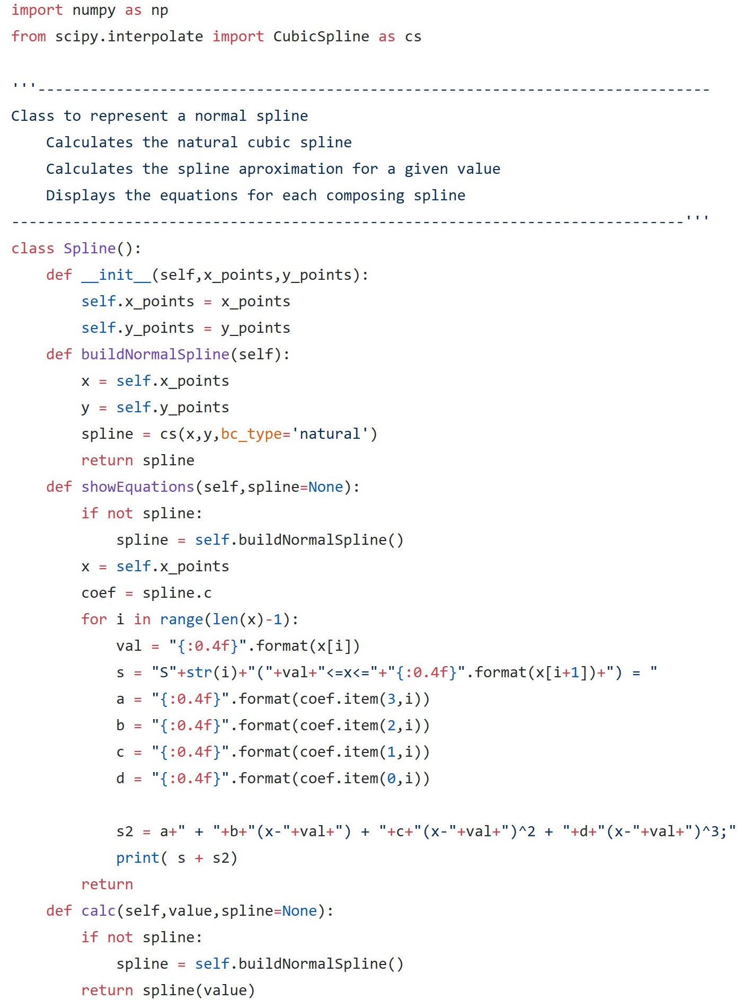 import numpy as np
from scipy.interpolate import CubicSpline as cs

'''-----------------------------------------------------------------------------
Class to represent a normal spline
    Calculates the natural cubic spline
    Calculates the spline aproximation for a given value
    Displays the equations for each composing spline
-----------------------------------------------------------------------------'''
class Spline():
    def __init__(self,x_points,y_points):
        self.x_points = x_points
        self.y_points = y_points
    def buildNormalSpline(self):
        x = self.x_points
        y = self.y_points
        spline = cs(x,y,bc_type='natural')
        return spline
    def showEquations(self,spline=None):
        if not spline:
            spline = self.buildNormalSpline()
        x = self.x_points
        coef = spline.c
        for i in range(len(x)-1):
            val = "{:0.4f}".format(x[i])
            s = "S"+str(i)+"("+val+"<=x<="+"{:0.4f}".format(x[i+1])+") = "
            a = "{:0.4f}".format(coef.item(3,i))
            b = "{:0.4f}".format(coef.item(2,i))
            c = "{:0.4f}".format(coef.item(1,i))
            d = "{:0.4f}".format(coef.item(0,i))

            s2 = a+" + "+b+"(x-"+val+") + "+c+"(x-"+val+")^2 + "+d+"(x-"+val+")^3;"
            print( s + s2)
        return
    def calc(self,value,spline=None):
        if not spline:
            spline = self.buildNormalSpline()
        return spline(value)